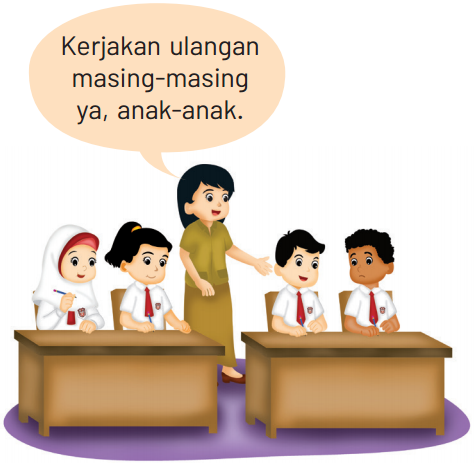 Kerjakan ulangan
masing-masing
ya, anak-anak.